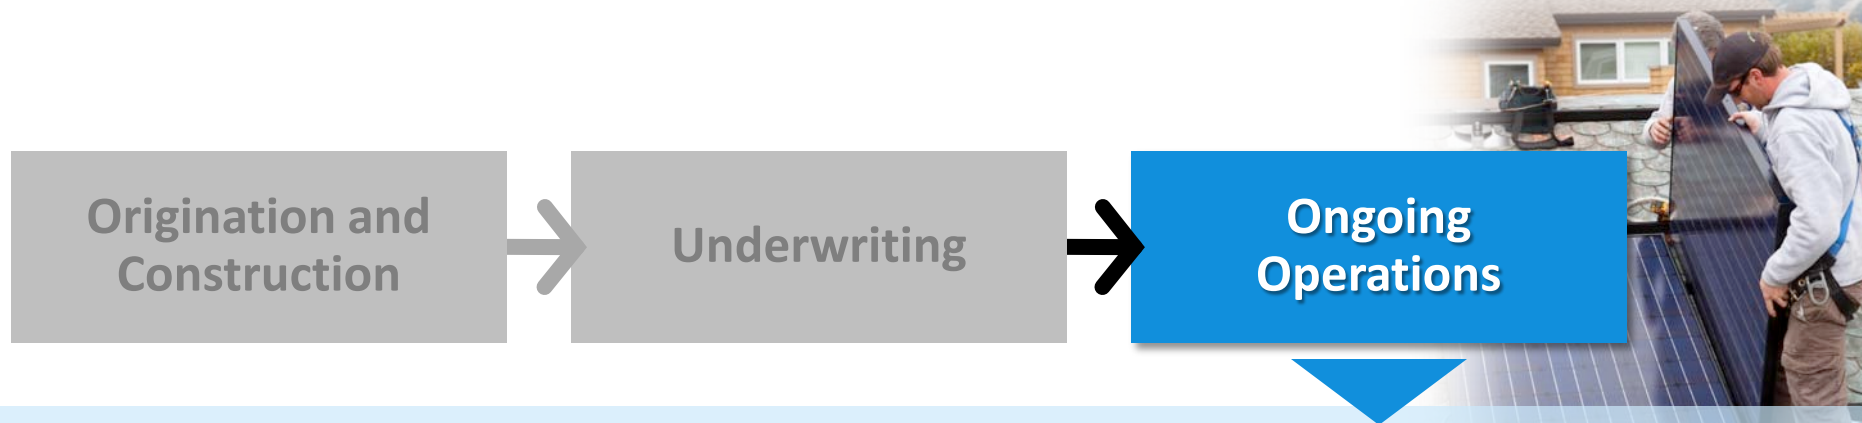 Origination and
Construction
Underwriting
Ongoing
Operations